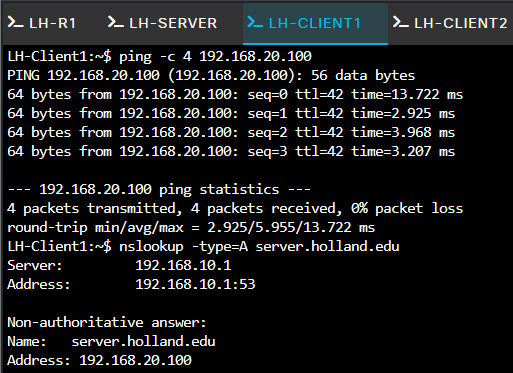 LH-R1 LH-SERVER LH-CLIENT1 LH-CLIENT2
LH-Client1:~$ ping -c 4 192.168.20.100
PING 192.168.20.100 (192.168.20.100): 56 data bytes
64 bytes from 192.168.20.100: seq=0 ttl=42 time=13.722 ms
64 bytes from 192.168.20.100: seq=1 ttl=42 time=2.925 ms
64 bytes from 192.168.20.100: seq=2 ttl=42 time=3.968 ms
64 bytes from 192.168.20.100: seq=3 ttl=42 time=3.207 ms

--- 192.168.20.100 ping statistics ---
4 packets transmitted, 4 packets received, 0% packet loss
round-trip min/avg/max = 2.925/5.955/13.722 ms
LH-Client1:~$ nslookup -type=A server.holland.edu
Server: 192.168.10.1
Address: 192.168.10.1:53

Non-authoritative answer:
Name: server.holland.edu
Address: 192.168.20.100